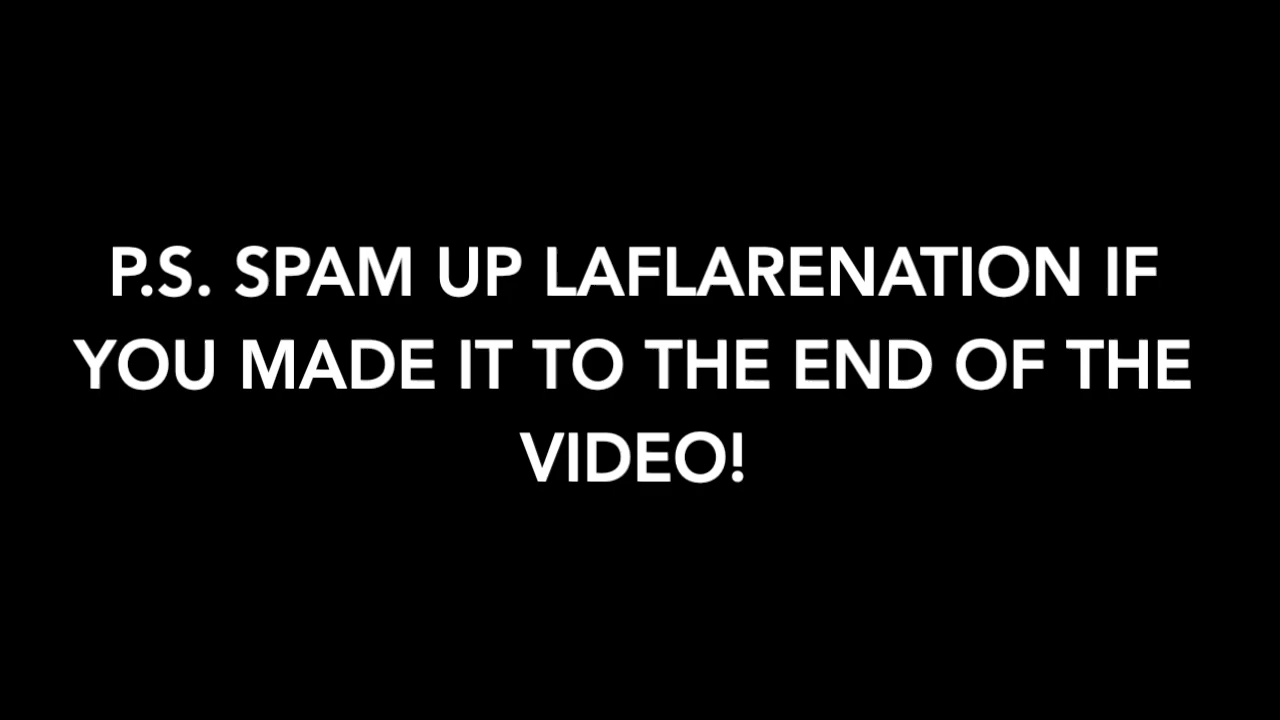 P.S. SPAM UP LAFLARENATION IF
YOU MADE IT TO THE END OF THE
VIDEO!